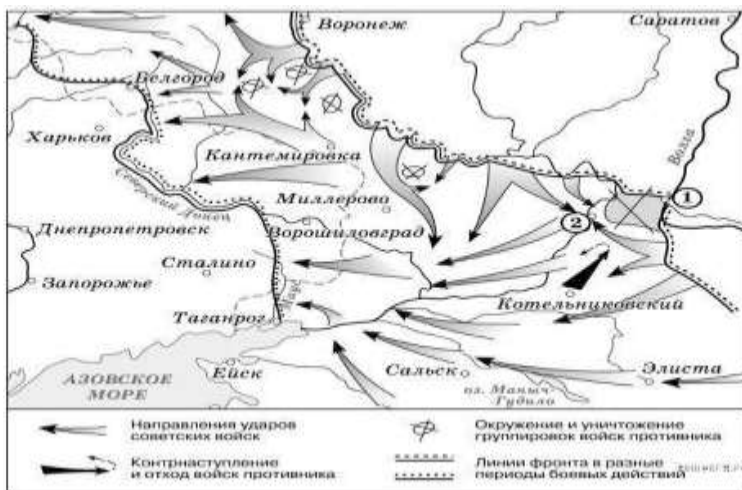 Воронеж
Саратов
Белгород
Волга
Харьков
Кантемировка
Северский Донец
Миллерово
1
2
Днепропетровск
Ворошиловград
Сталино
Запорожье
Миус
Котельниковский
Таганрог
Ейск
Сальск
Элиста
АЗОВСКОЕ
МОРЕ
оз. Маныч-
Гудило
Направления ударов
советских войск
Окружение и уничтожение
группировок войск противника
Контрнаступление
и отход войск противника
Линии фронта в разные
периоды боевых действий